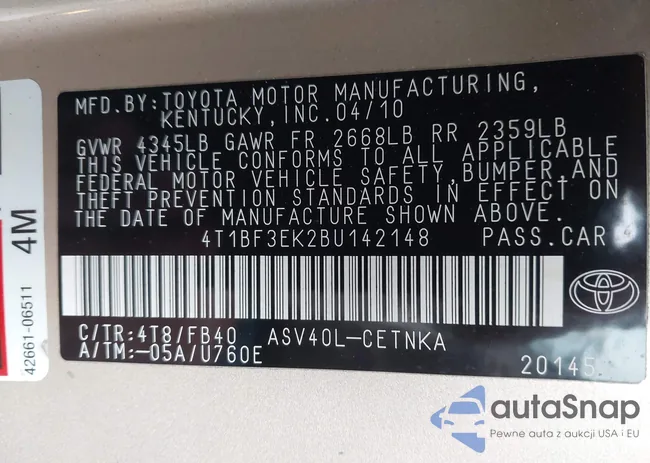 MFD.BY:TOYOTA MOTOR MANUFACTURING,
KENTUCKY,INC.04/10
GVWR 4345LB GAWR FR 2668LB RR 2359LB
THIS VEHICLE CONFORMS TO ALL APPLICABLE
FEDERAL MOTOR VEHICLE SAFETY,BUMPER,AND
THEFT PREVENTION STANDARDS IN EFFECT ON
THE DATE OF MANUFACTURE SHOWN ABOVE.
4T1BF3EK2BU142148 PASS.CAR
C/TR:4T8/FB40 ASV40L-CETNKA
A/TM:-05A/U760E
20145
4M
42661-06511
autaSnap
Pewne auta z aukcji USA i EU